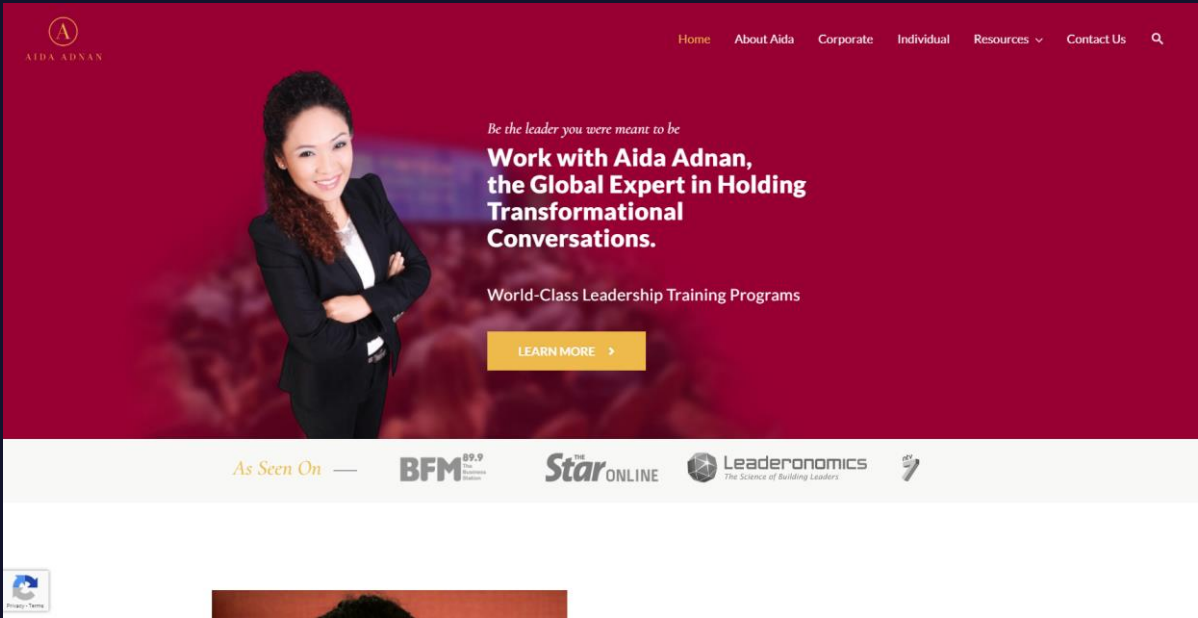 A
AIDA ADNAN
Home About Aida Corporate Individual Resources Contact Us
Be the leader you were meant to be
Work with Aida Adnan,
the Global Expert in Holding
Transformational
Conversations.
World-Class Leadership Training Programs
LEARN MORE
As Seen On
BFM 89.9 The Business Station
THE Star ONLINE
Leaderonomics
The Science of Building Leaders
ntv 7
Privacy - Terms